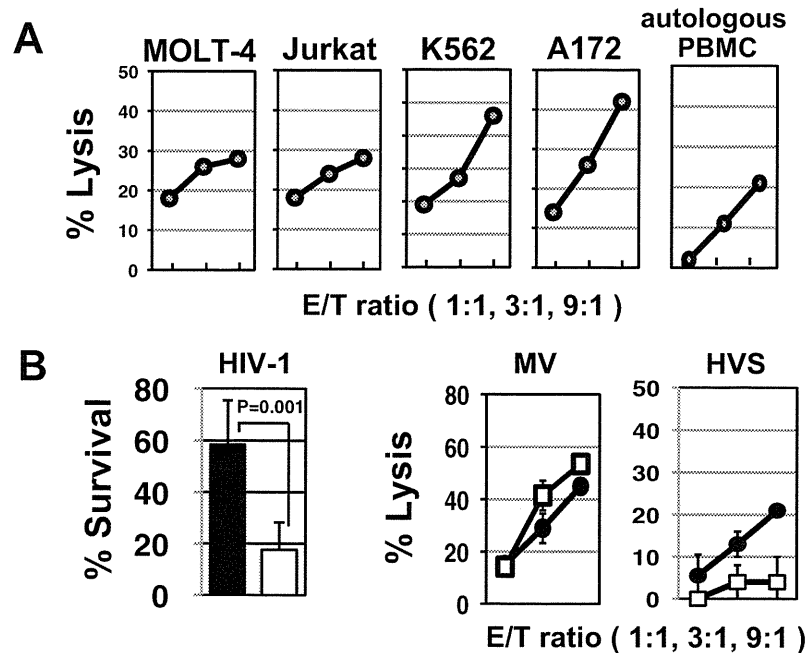 A
MOLT-4 Jurkat K562 A172 autologous PBMC
% Lysis
50
40
30
20
10
0
E/T ratio ( 1:1, 3:1, 9:1 )
B
HIV-1
% Survival
80
60
40
20
0
P=0.001
MV
% Lysis
80
60
40
20
0
HVS
50
40
30
20
10
0
E/T ratio ( 1:1, 3:1, 9:1 )